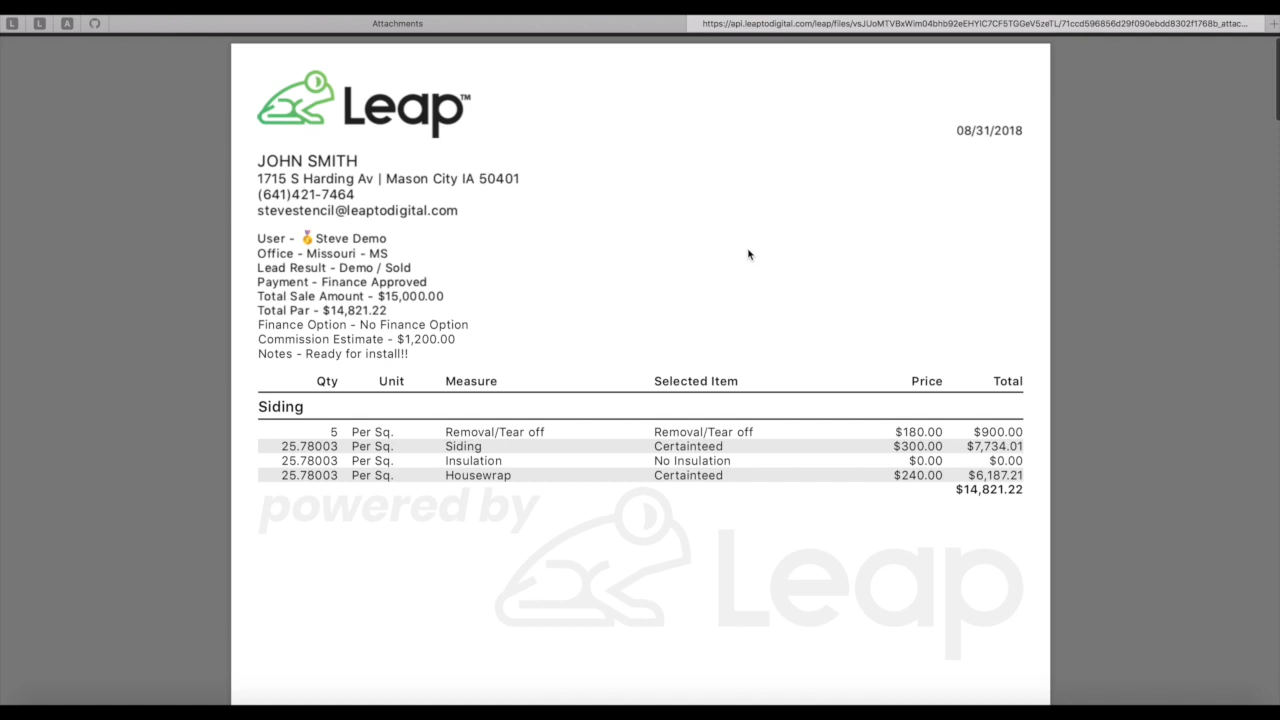 L L A Attachments https://api.leaptodigital.com/leap/files/vsJUoMTVBxWim04bhb92eEHYIC7CF5TGGeV5zeTL/71ccd596856d29f090ebdd8302f1768b_attac...
Leap™
08/31/2018
JOHN SMITH
1715 S Harding Av | Mason City IA 50401
(641)421-7464
stevestencil@leaptodigital.com
User - 🏅Steve Demo
Office - Missouri - MS
Lead Result - Demo / Sold
Payment - Finance Approved
Total Sale Amount - $15,000.00
Total Par - $14,821.22
Finance Option - No Finance Option
Commission Estimate - $1,200.00
Notes - Ready for install!!
Qty Unit Measure Selected Item Price Total
Siding
5 Per Sq. Removal/Tear off Removal/Tear off $180.00 $900.00
25.78003 Per Sq. Siding Certainteed $300.00 $7,734.01
25.78003 Per Sq. Insulation No Insulation $0.00 $0.00
25.78003 Per Sq. Housewrap Certainteed $240.00 $6,187.21
$14,821.22
powered by
Leap